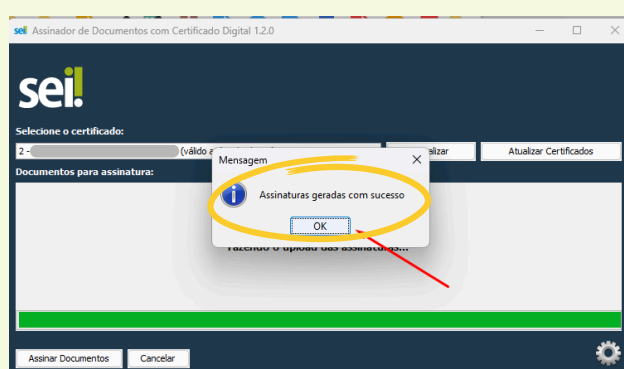 sei! Assinador de Documentos com Certificado Digital 1.2.0
sei!
Selecione o certificado:
2 - (válido a
Atualizar Certificados
Documentos para assinatura:
Mensagem
Assinaturas geradas com sucesso
OK
Fazendo o upload das assinaturas...
Assinar Documentos Cancelar